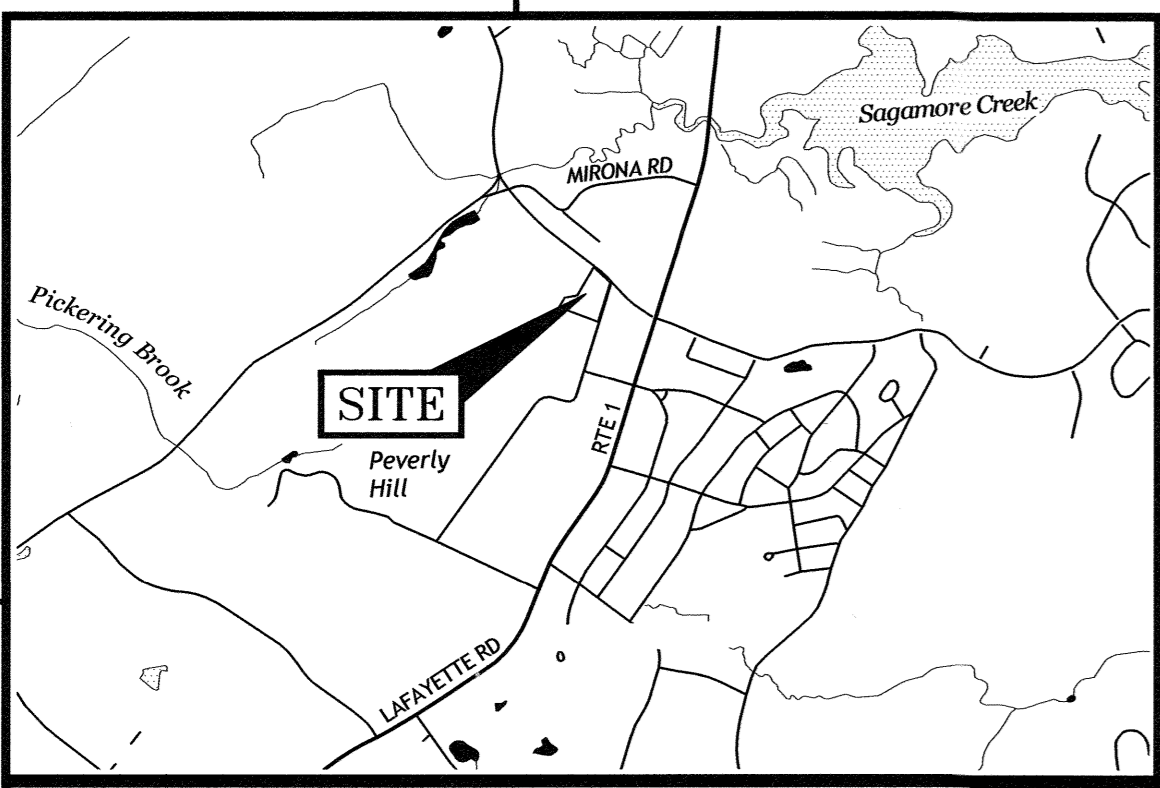 Sagamore Creek
MIRONA RD
Pickering Brook
SITE
RTE 1
Peverly
Hill
LAFAYETTE RD